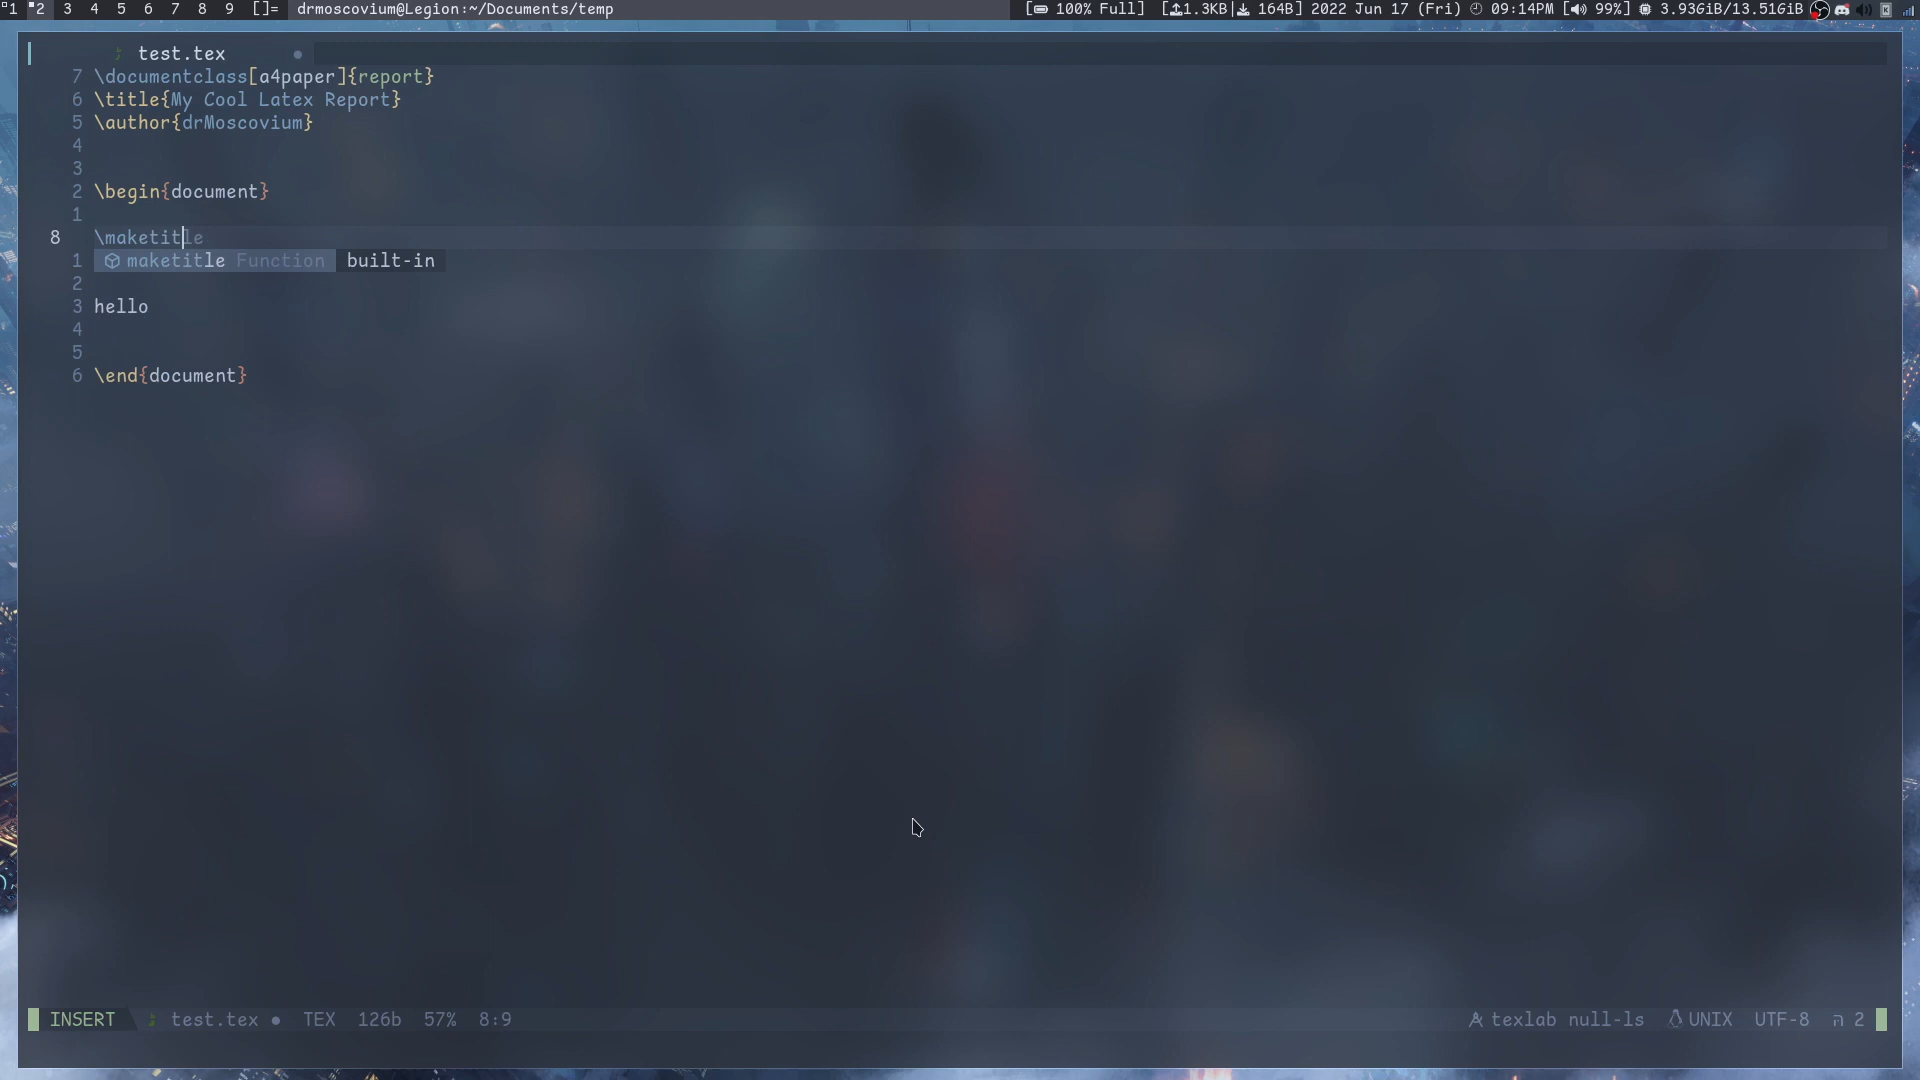 1 2 3 4 5 6 7 8 9 []= drmoscovium@Legion:~/Documents/temp [ 100% Full] [ 1.3KB| 164B] 2022 Jun 17 (Fri) 09:14PM [ 99%] 3.93GiB/13.51GiB
test.tex
7 \documentclass[a4paper]{report}
6 \title{My Cool Latex Report}
5 \author{drMoscovium}
4
3
2 \begin{document}
1
8 \maketitle
1 maketitle Function built-in
2
3 hello
4
5
6 \end{document}
INSERT test.tex TEX 126b 57% 8:9 texlab null-ls UNIX UTF-8 2